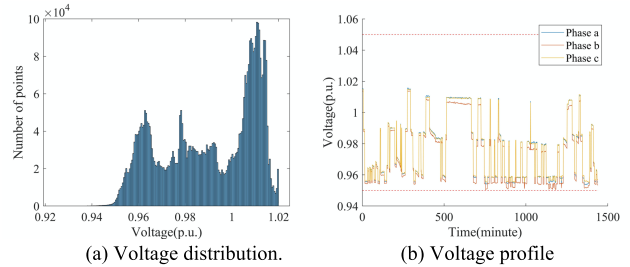 ×10⁴
10
8
6
4
2
0
Number of points
0.92 0.94 0.96 0.98 1 1.02
Voltage(p.u.)
(a) Voltage distribution.
1.06
1.04
1.02
1
0.98
0.96
0.94
Voltage(p.u.)
Phase a
Phase b
Phase c
0 500 1000 1500
Time(minute)
(b) Voltage profile